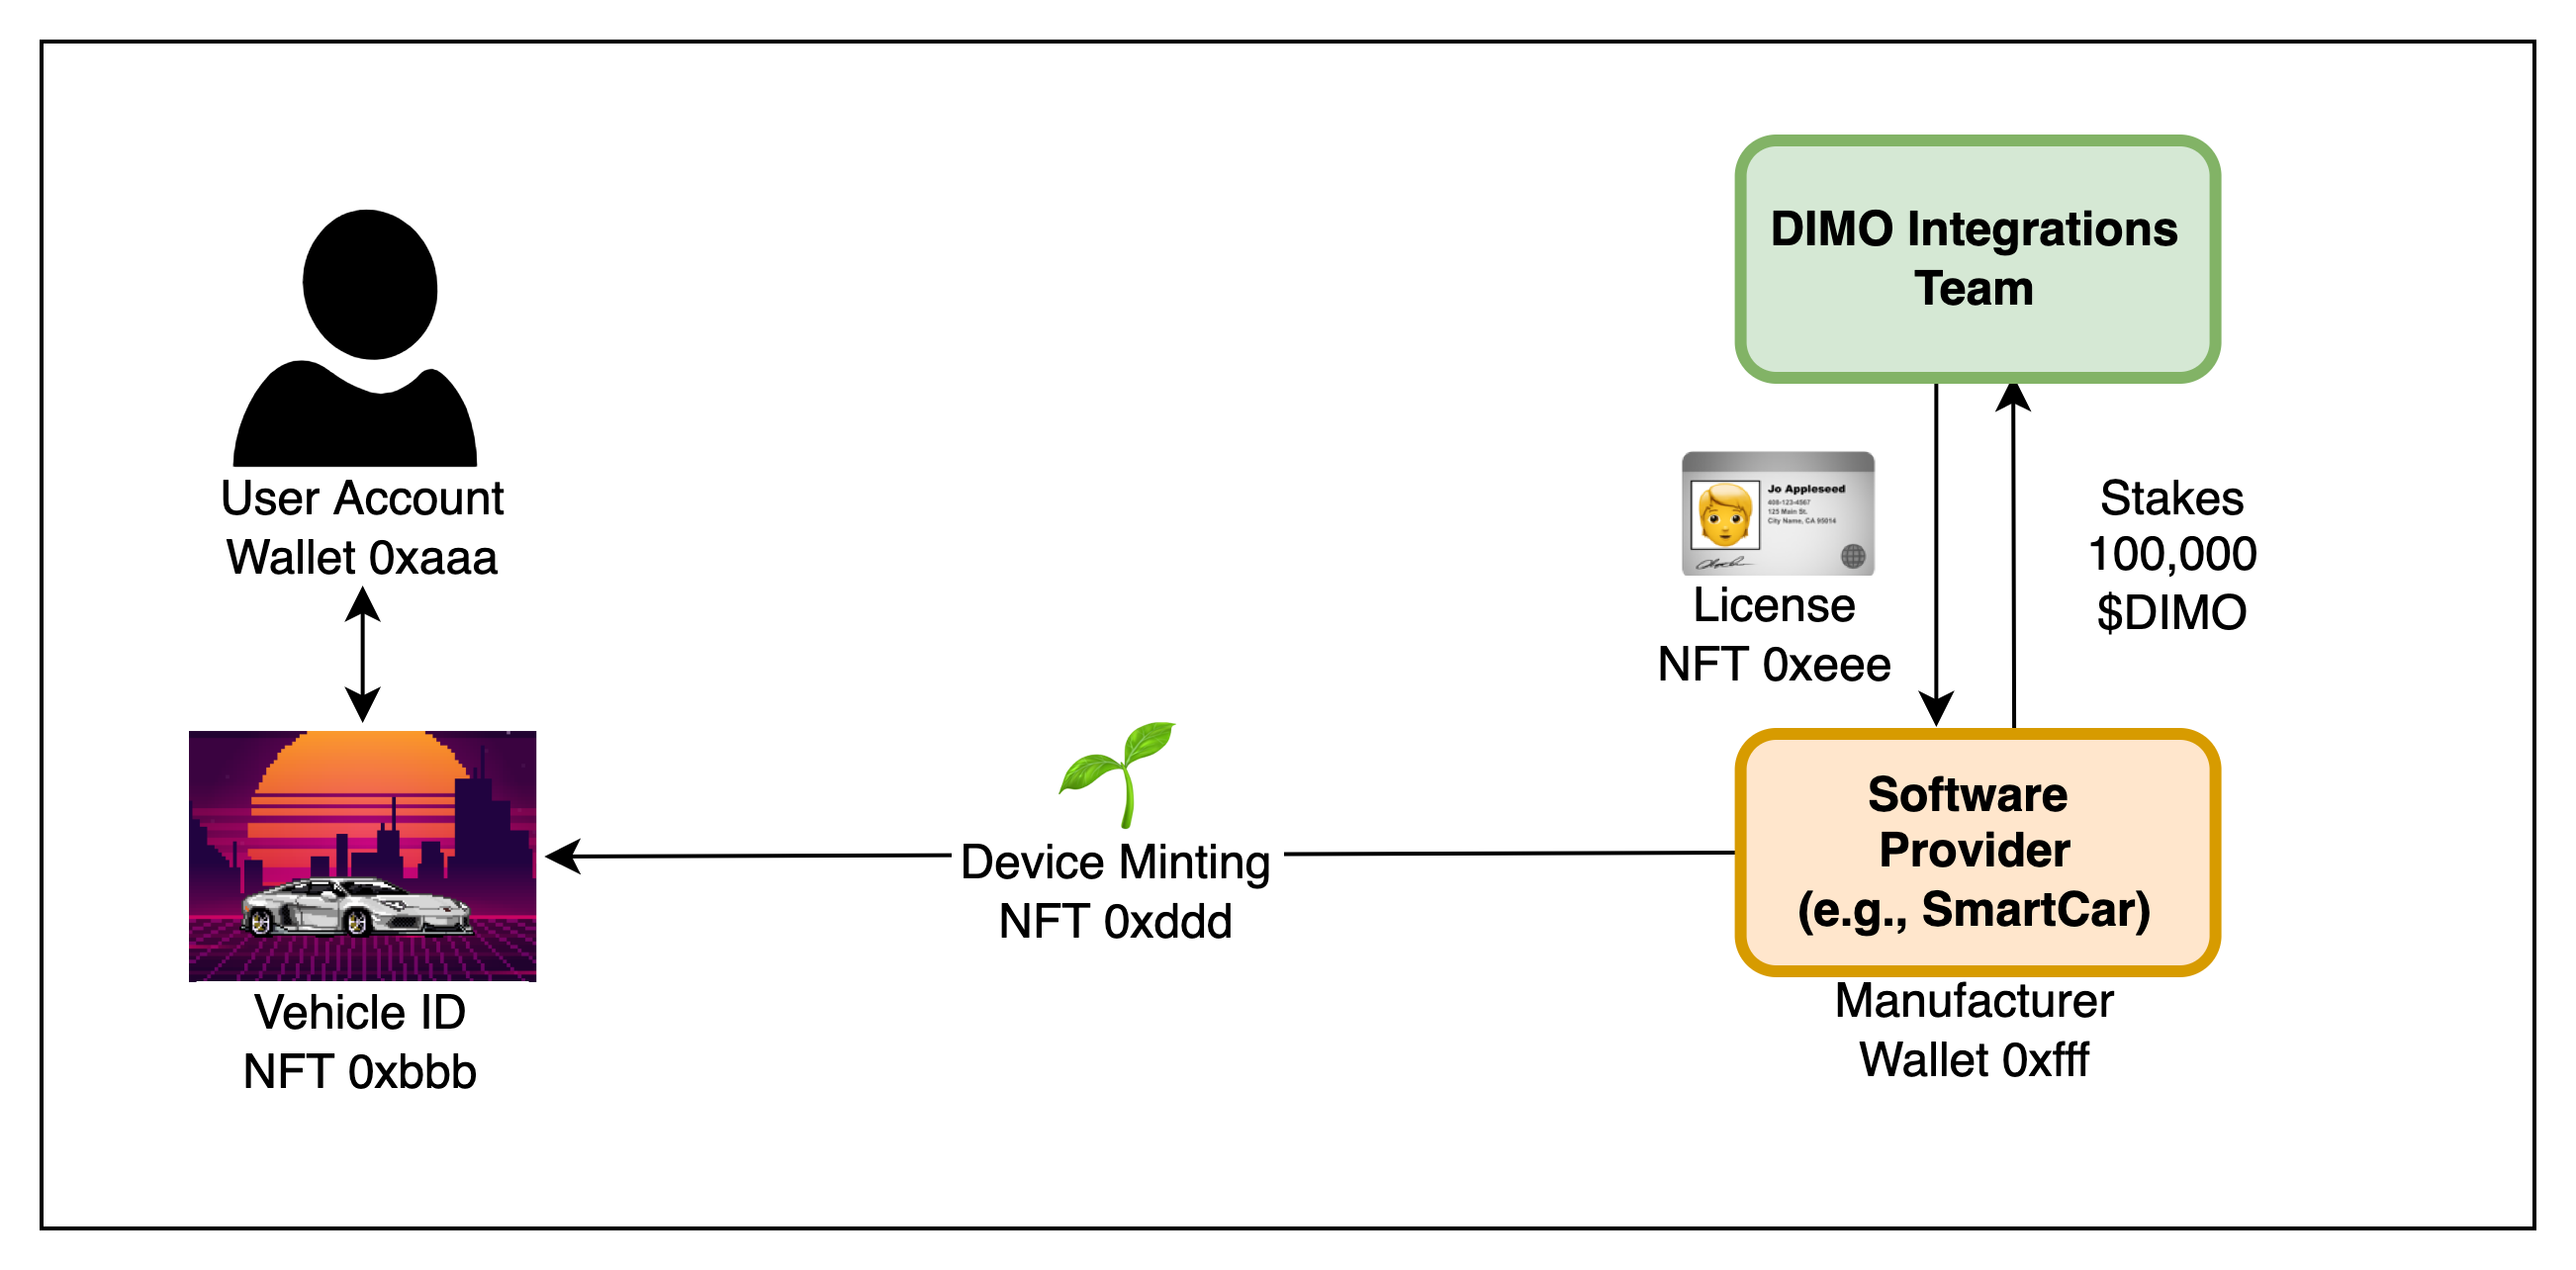 DIMO Integrations
Team
User Account
Wallet 0xaaa
Jo Appleseed
408-123-4567
125 Main St.
City Name, CA 95014
License
NFT 0xeee
Stakes
100,000
$DIMO
Device Minting
NFT 0xddd
Software
Provider
(e.g., SmartCar)
Manufacturer
Wallet 0xfff
Vehicle ID
NFT 0xbbb